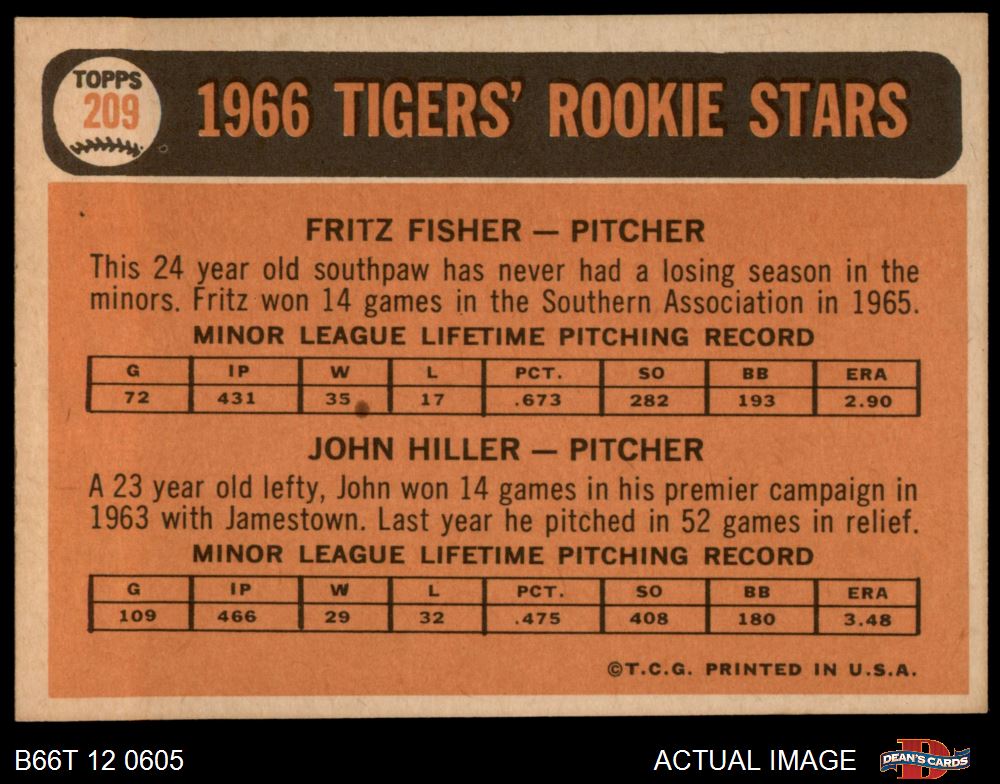 TOPPS
209
1966 TIGERS' ROOKIE STARS
FRITZ FISHER — PITCHER
This 24 year old southpaw has never had a losing season in the
minors. Fritz won 14 games in the Southern Association in 1965.
MINOR LEAGUE LIFETIME PITCHING RECORD
G IP W L PCT. SO BB ERA
72 431 35 17 .673 282 193 2.90
JOHN HILLER — PITCHER
A 23 year old lefty, John won 14 games in his premier campaign in
1963 with Jamestown. Last year he pitched in 52 games in relief.
MINOR LEAGUE LIFETIME PITCHING RECORD
G IP W L PCT. SO BB ERA
109 466 29 32 .475 408 180 3.48
©T.C.G. PRINTED IN U.S.A.
B66T 12 0605 ACTUAL IMAGE DEAN'S CARDS